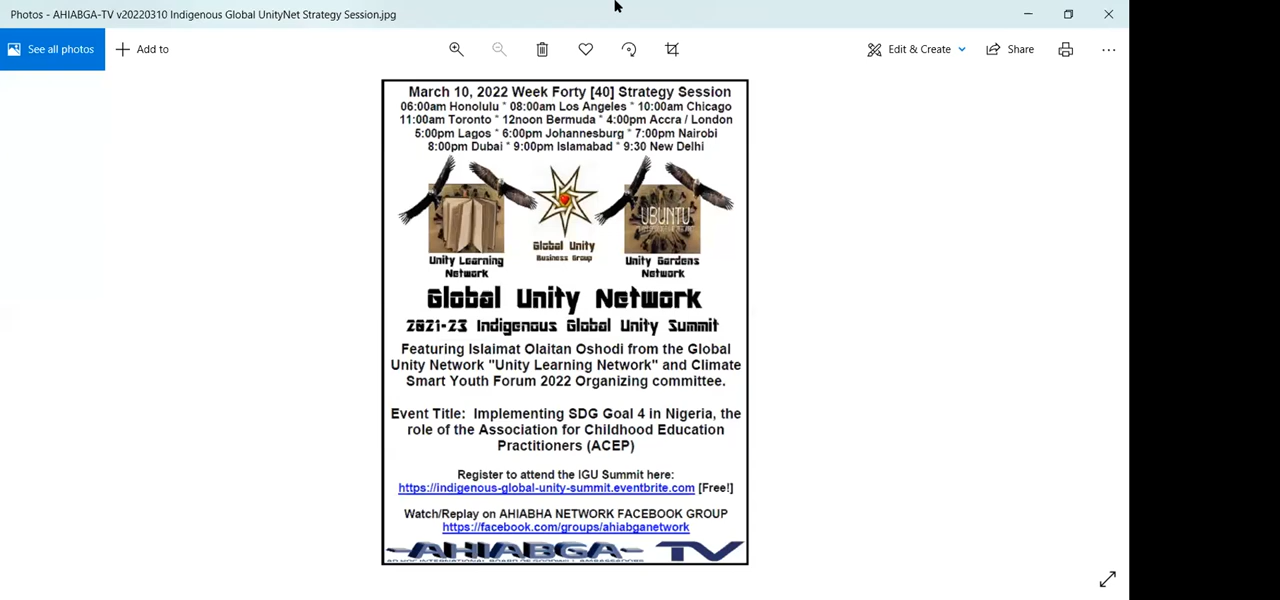 Photos - AHIABGA-TV v20220310 Indigenous Global UnityNet Strategy Session.jpg
See all photos
Add to
Edit & Create
Share
March 10, 2022 Week Forty [40] Strategy Session
06:00am Honolulu * 08:00am Los Angeles * 10:00am Chicago
11:00am Toronto * 12noon Bermuda * 4:00pm Accra / London
5:00pm Lagos * 6:00pm Johannesburg * 7:00pm Nairobi
8:00pm Dubai * 9:00pm Islamabad * 9:30 New Delhi
UBUNTU
Global Unity
Business Group
Unity Learning
Network
Unity Gardens
Network
Global Unity Network
2021-23 Indigenous Global Unity Summit
Featuring Islaimat Olaitan Oshodi from the Global
Unity Network "Unity Learning Network" and Climate
Smart Youth Forum 2022 Organizing committee.
Event Title: Implementing SDG Goal 4 in Nigeria, the
role of the Association for Childhood Education
Practitioners (ACEP)
Register to attend the IGU Summit here:
https://indigenous-global-unity-summit.eventbrite.com [Free!]
Watch/Replay on AHIABHA NETWORK FACEBOOK GROUP
https://facebook.com/groups/ahiabganetwork
-AHIABGA- TV
AD HOC INTERNATIONAL BOARD OF GOODWILL AMBASSADORS